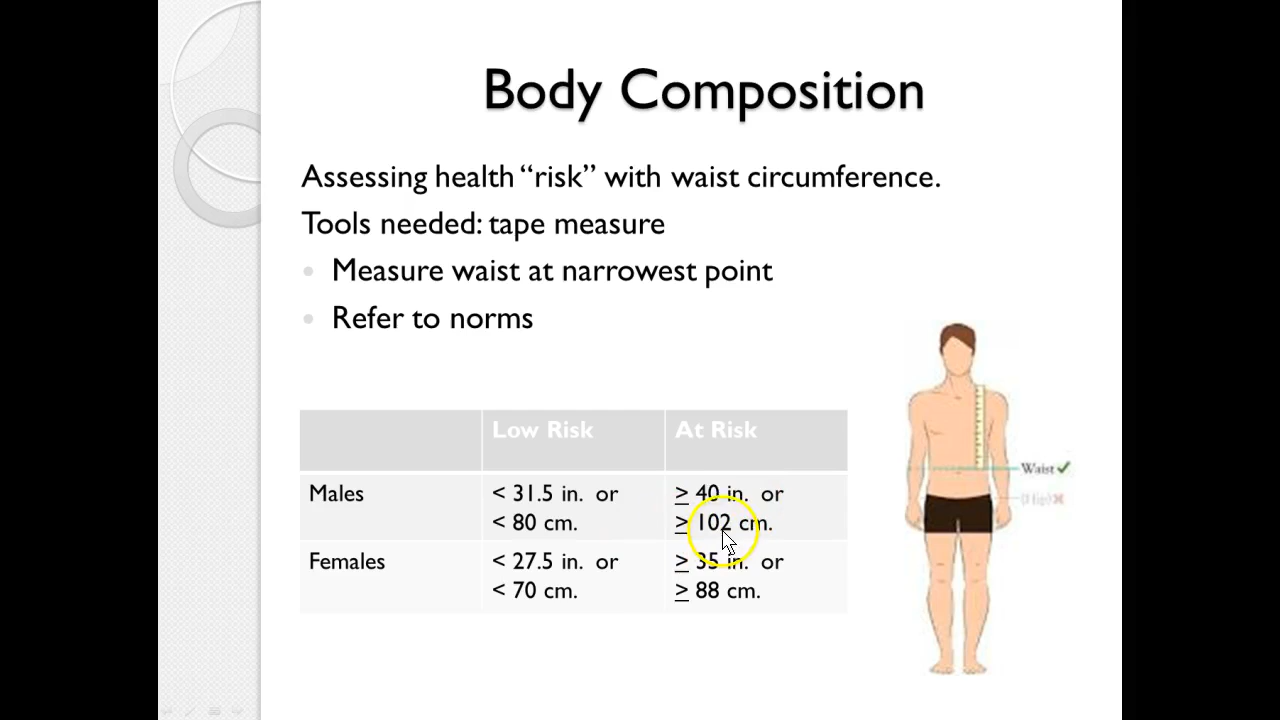 Body Composition
Assessing health “risk” with waist circumference.
Tools needed: tape measure
• Measure waist at narrowest point
• Refer to norms
Low Risk At Risk
Males < 31.5 in. or ≥ 40 in. or
< 80 cm. ≥ 102 cm.
Females < 27.5 in. or ≥ 35 in. or
< 70 cm. ≥ 88 cm.
Waist ✓
(Hip) ✖